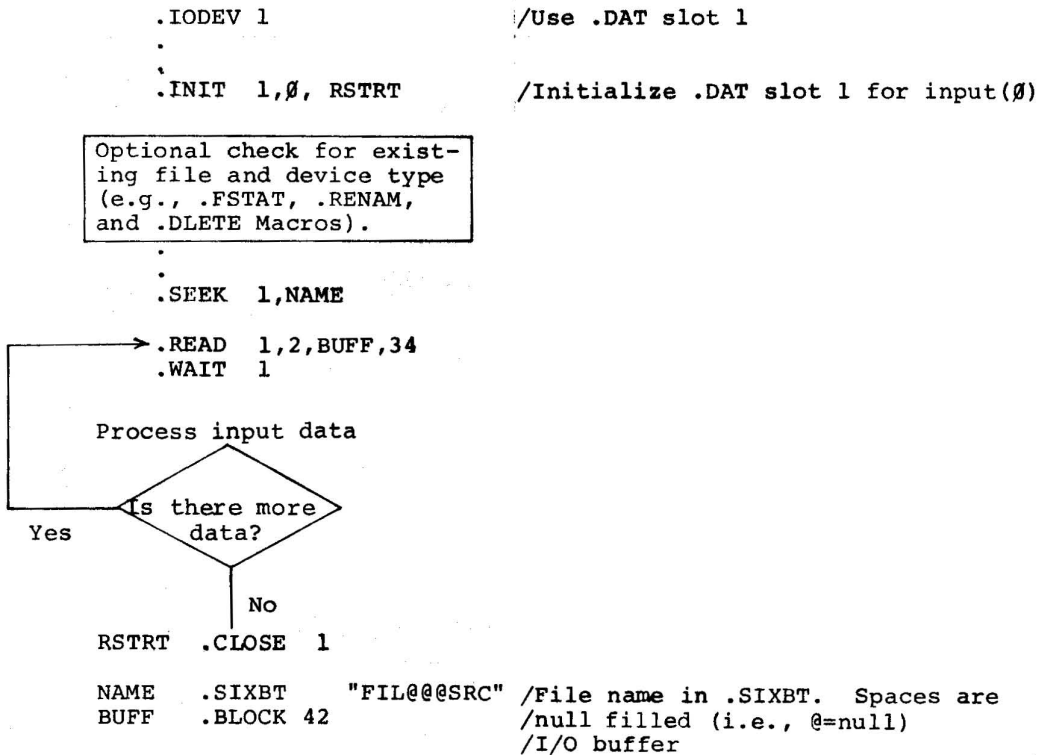 .IODEV 1 /Use .DAT slot 1
.
.
.INIT 1,Ø, RSTRT /Initialize .DAT slot 1 for input(Ø)
Optional check for exist-
ing file and device type
(e.g., .FSTAT, .RENAM,
and .DLETE Macros).
.
.
.SEEK 1,NAME
.READ 1,2,BUFF,34
.WAIT 1
Process input data
Is there more
data?
Yes
No
RSTRT .CLOSE 1
NAME .SIXBT "FIL@@@SRC" /File name in .SIXBT. Spaces are
BUFF .BLOCK 42 /null filled (i.e., @=null)
/I/O buffer